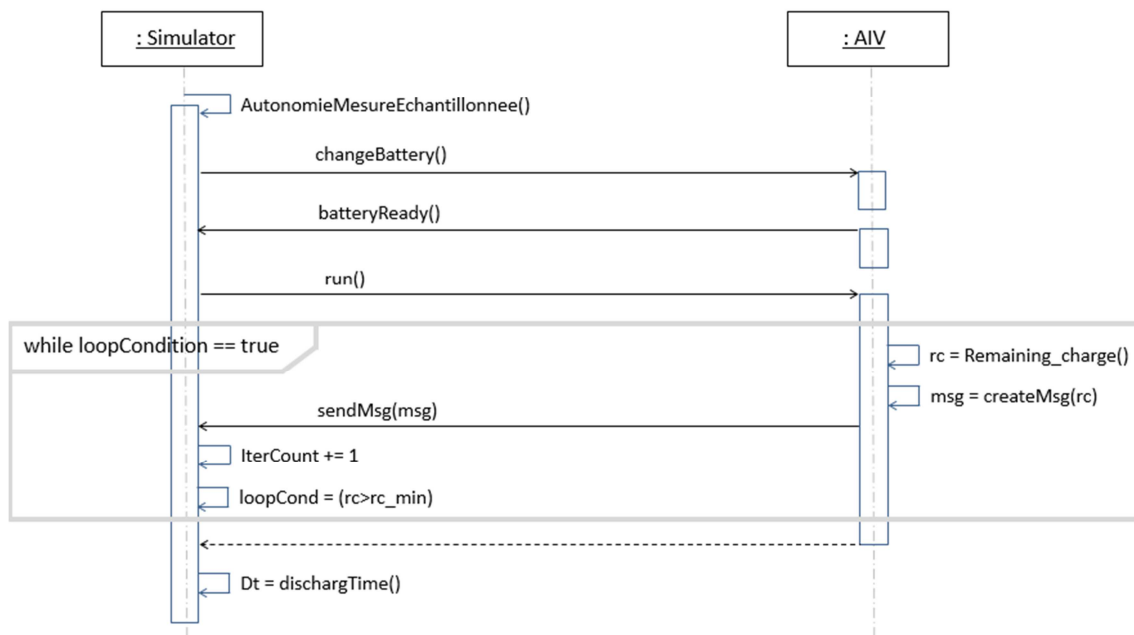 : Simulator
: AIV
AutonomieMesureEchantillonnee()
changeBattery()
batteryReady()
run()
while loopCondition == true
rc = Remaining_charge()
msg = createMsg(rc)
sendMsg(msg)
IterCount += 1
loopCond = (rc>rc_min)
Dt = dischargTime()